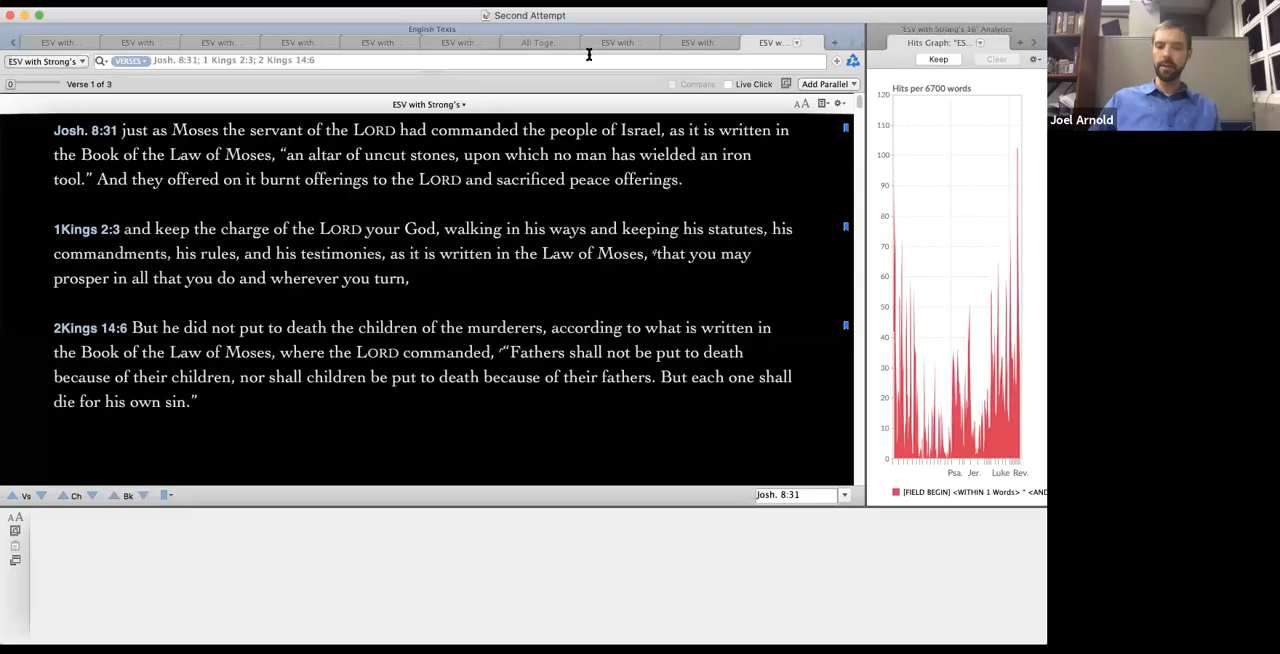 Second Attempt
English Texts
ESV with... ESV with... ESV with... ESV with... ESV with... ESV with... All Toge... ESV with... ESV with... ESV w...
ESV with Strong's VERSES Josh. 8:31; 1 Kings 2:3; 2 Kings 14:6
0 Verse 1 of 3 Compare Live Click Add Parallel
ESV with Strong's AA
Josh. 8:31 just as Moses the servant of the LORD had commanded the people of Israel, as it is written in
the Book of the Law of Moses, “an altar of uncut stones, upon which no man has wielded an iron
tool.” And they offered on it burnt offerings to the LORD and sacrificed peace offerings.
1Kings 2:3 and keep the charge of the LORD your God, walking in his ways and keeping his statutes, his
commandments, his rules, and his testimonies, as it is written in the Law of Moses, qthat you may
prosper in all that you do and wherever you turn,
2Kings 14:6 But he did not put to death the children of the murderers, according to what is written in
the Book of the Law of Moses, where the LORD commanded, r“Fathers shall not be put to death
because of their children, nor shall children be put to death because of their fathers. But each one shall
die for his own sin.”
Vs Ch Bk Josh. 8:31
AA
"ESV with Strong's 16" Analytics
Hits Graph: "ES...
Keep Clear
Hits per 6700 words
120
110
100
90
80
70
60
50
40
30
20
10
0
Psa. Jer. Luke Rev.
[FIELD BEGIN] <WITHIN 1 Words> * <AND
Joel Arnold